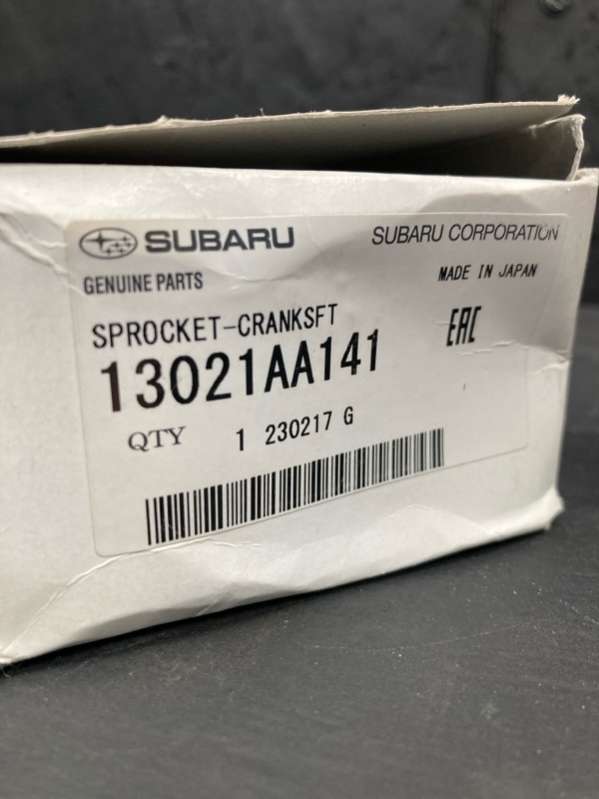 SUBARU
SUBARU CORPORATION
GENUINE PARTS
MADE IN JAPAN
SPROCKET-CRANKSFT
EAC
13021AA141
QTY 1 230217 G